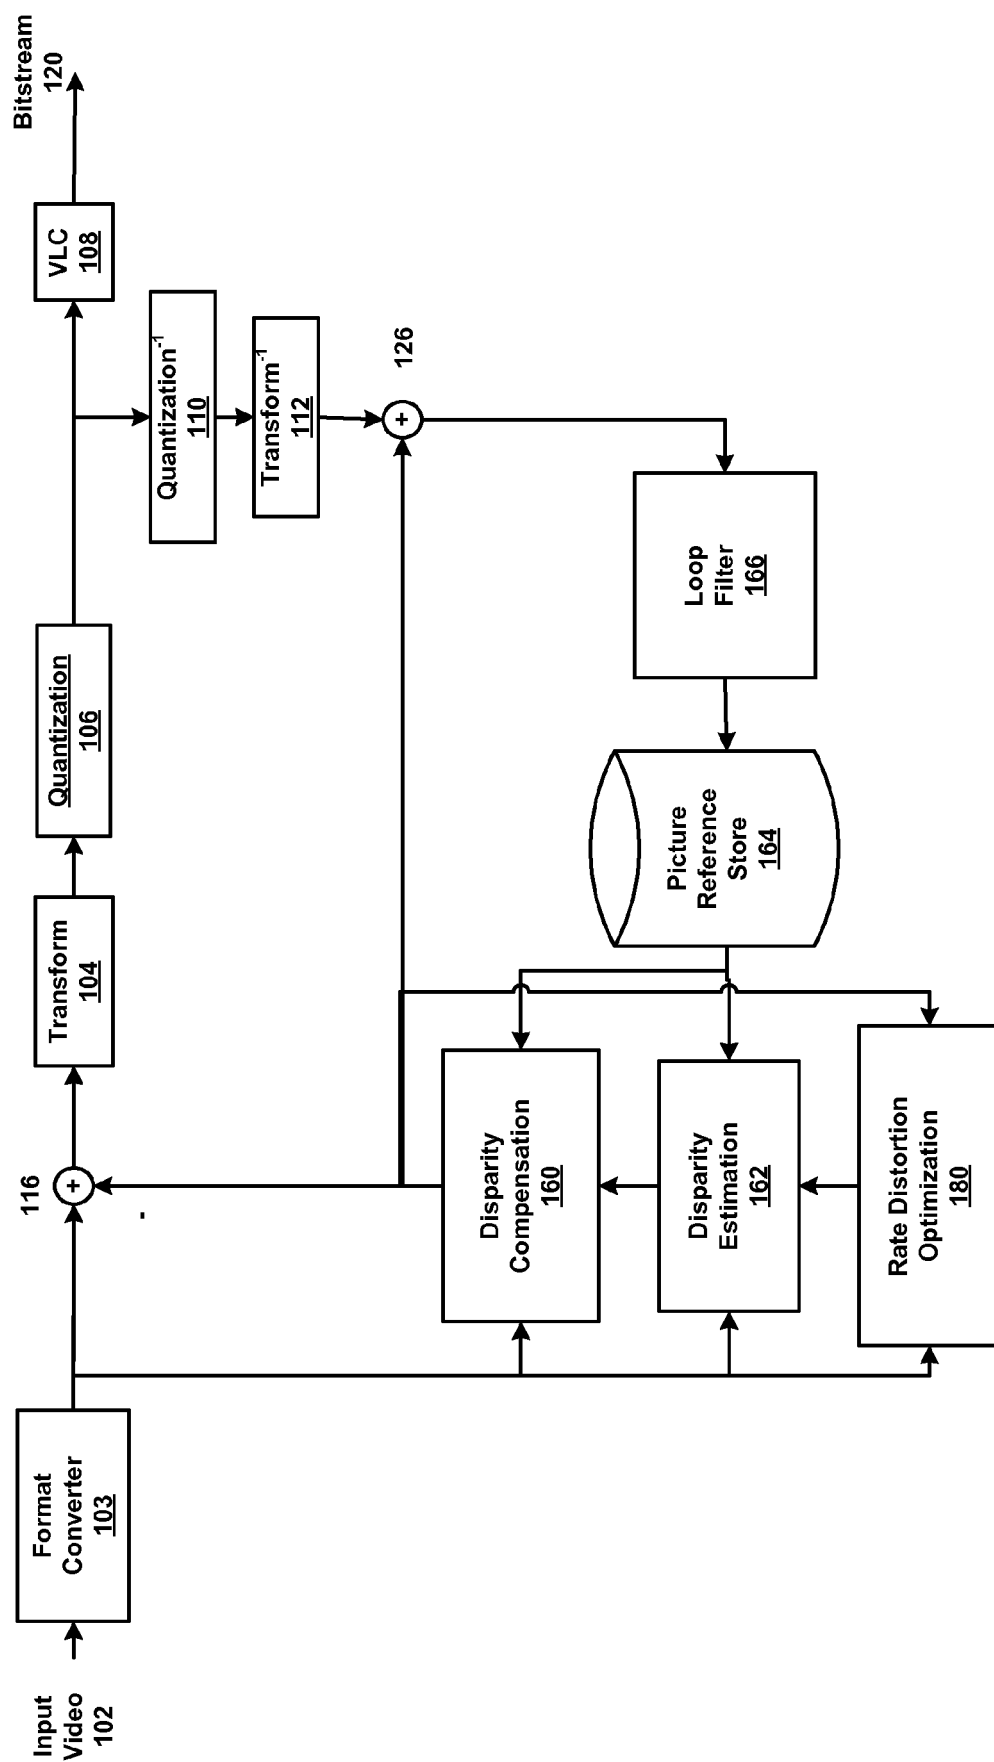 Input
Video
102
Format
Converter
103
116
+
-
Transform
104
Quantization
106
VLC
108
Bitstream
120
Quantization-1
110
Transform-1
112
+
126
Disparity
Compensation
160
Disparity
Estimation
162
Rate Distortion
Optimization
180
Picture
Reference
Store
164
Loop
Filter
166